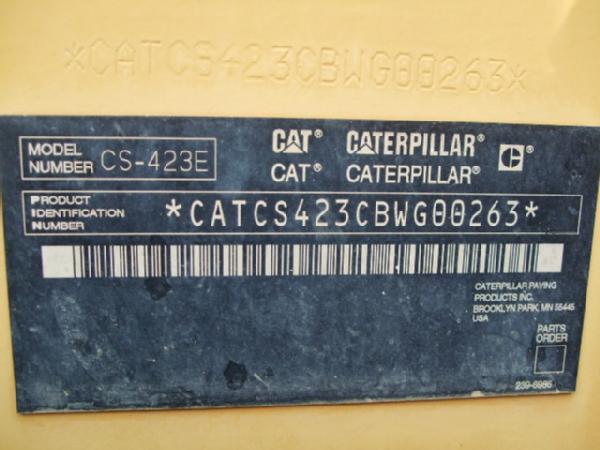 *CATCS423CBWG00263*
MODEL NUMBER CS-423E
CAT® CATERPILLAR® C®
CAT® CATERPILLAR®
PRODUCT
IDENTIFICATION
NUMBER
*CATCS423CBWG00263*
CATERPILLAR PAVING
PRODUCTS INC.
BROOKLYN PARK, MN 55445
USA
PARTS
ORDER
239-6985